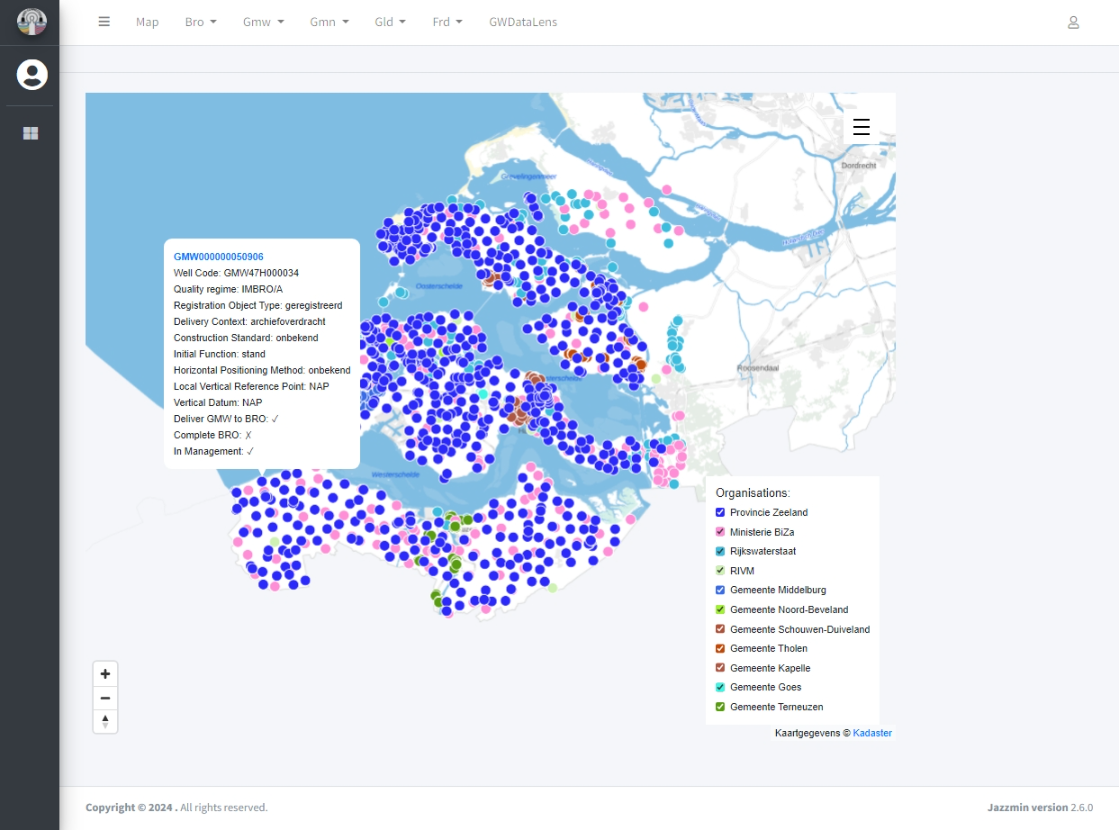 Map Bro Gmw Gmn Gld Frd GWDataLens
Dordrecht
Grevelingenmeer
Oosterschelde
Roosendaal
Westerschelde
GMW000000050906
Well Code: GMW47H000034
Quality regime: IMBRO/A
Registration Object Type: geregistreerd
Delivery Context: archiefoverdracht
Construction Standard: onbekend
Initial Function: stand
Horizontal Positioning Method: onbekend
Local Vertical Reference Point: NAP
Vertical Datum: NAP
Deliver GMW to BRO: ✓
Complete BRO: ✗
In Management: ✓
Organisations:
Provincie Zeeland
Ministerie BiZa
Rijkswaterstaat
RIVM
Gemeente Middelburg
Gemeente Noord-Beveland
Gemeente Schouwen-Duiveland
Gemeente Tholen
Gemeente Kapelle
Gemeente Goes
Gemeente Terneuzen
Kaartgegevens © Kadaster
Copyright © 2024 . All rights reserved.
Jazzmin version 2.6.0